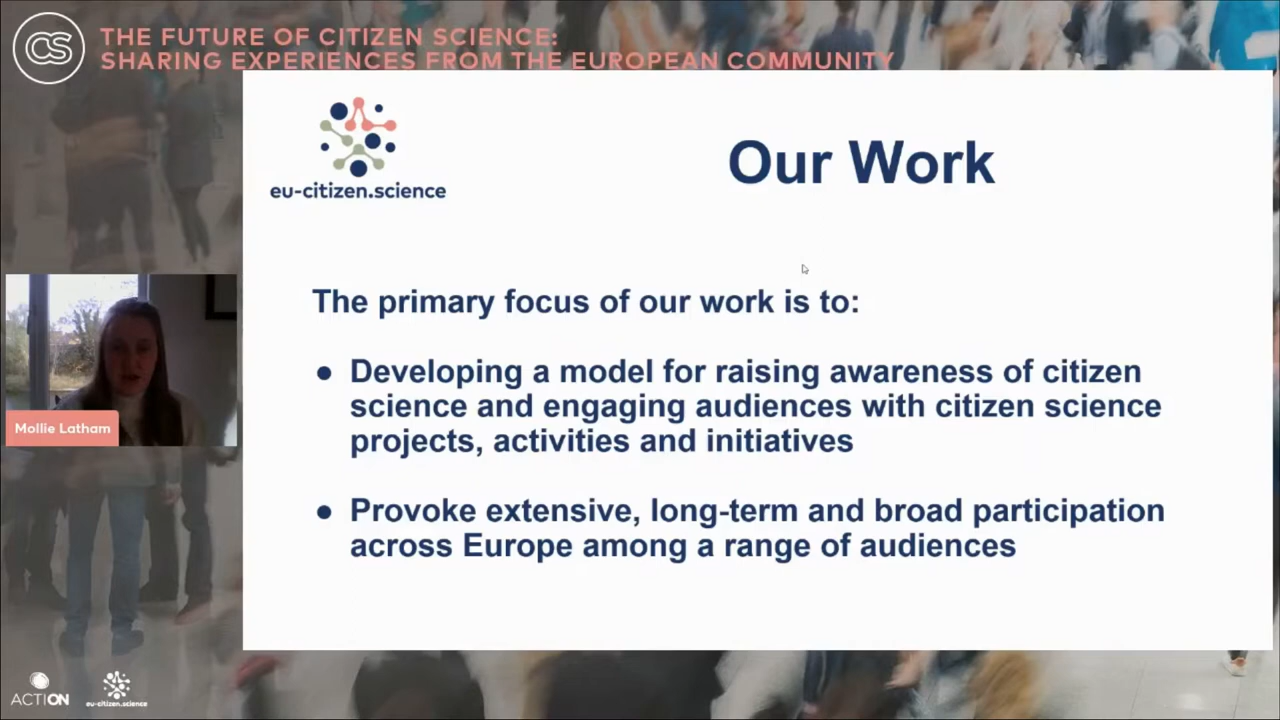 CS
THE FUTURE OF CITIZEN SCIENCE:
SHARING EXPERIENCES FROM THE EUROPEAN COMMUNITY
eu-citizen.science
Our Work
The primary focus of our work is to:
● Developing a model for raising awareness of citizen
science and engaging audiences with citizen science
projects, activities and initiatives
● Provoke extensive, long-term and broad participation
across Europe among a range of audiences
Mollie Latham
ACTION
eu-citizen.science